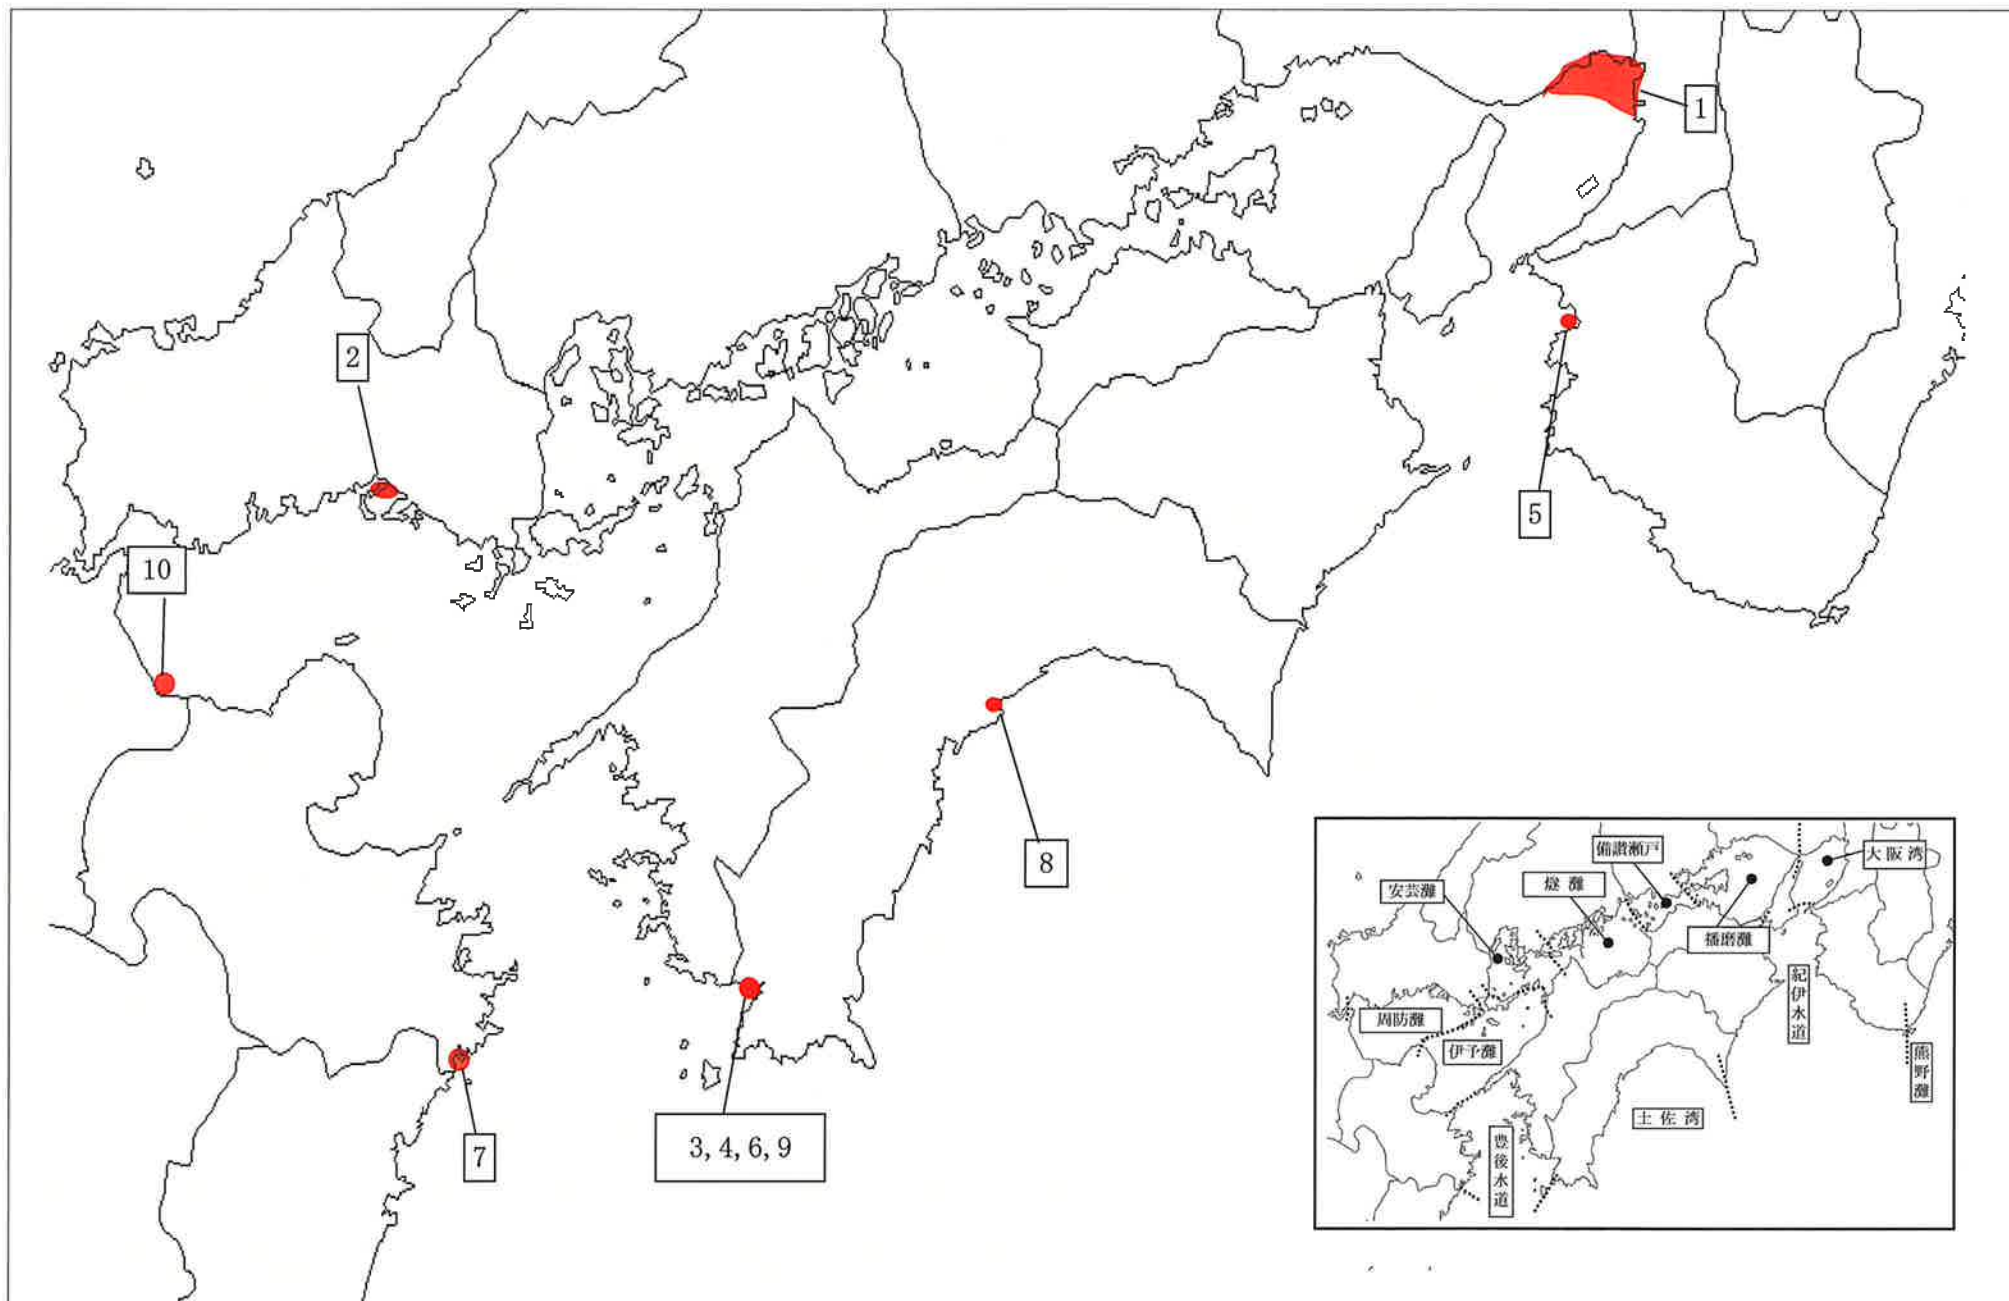 1
2
5
10
8
3, 4, 6, 9
7
備讃瀬戸
大阪湾
安芸灘
燧灘
播磨灘
紀伊水道
周防灘
伊予灘
熊野灘
土佐湾
豊後水道